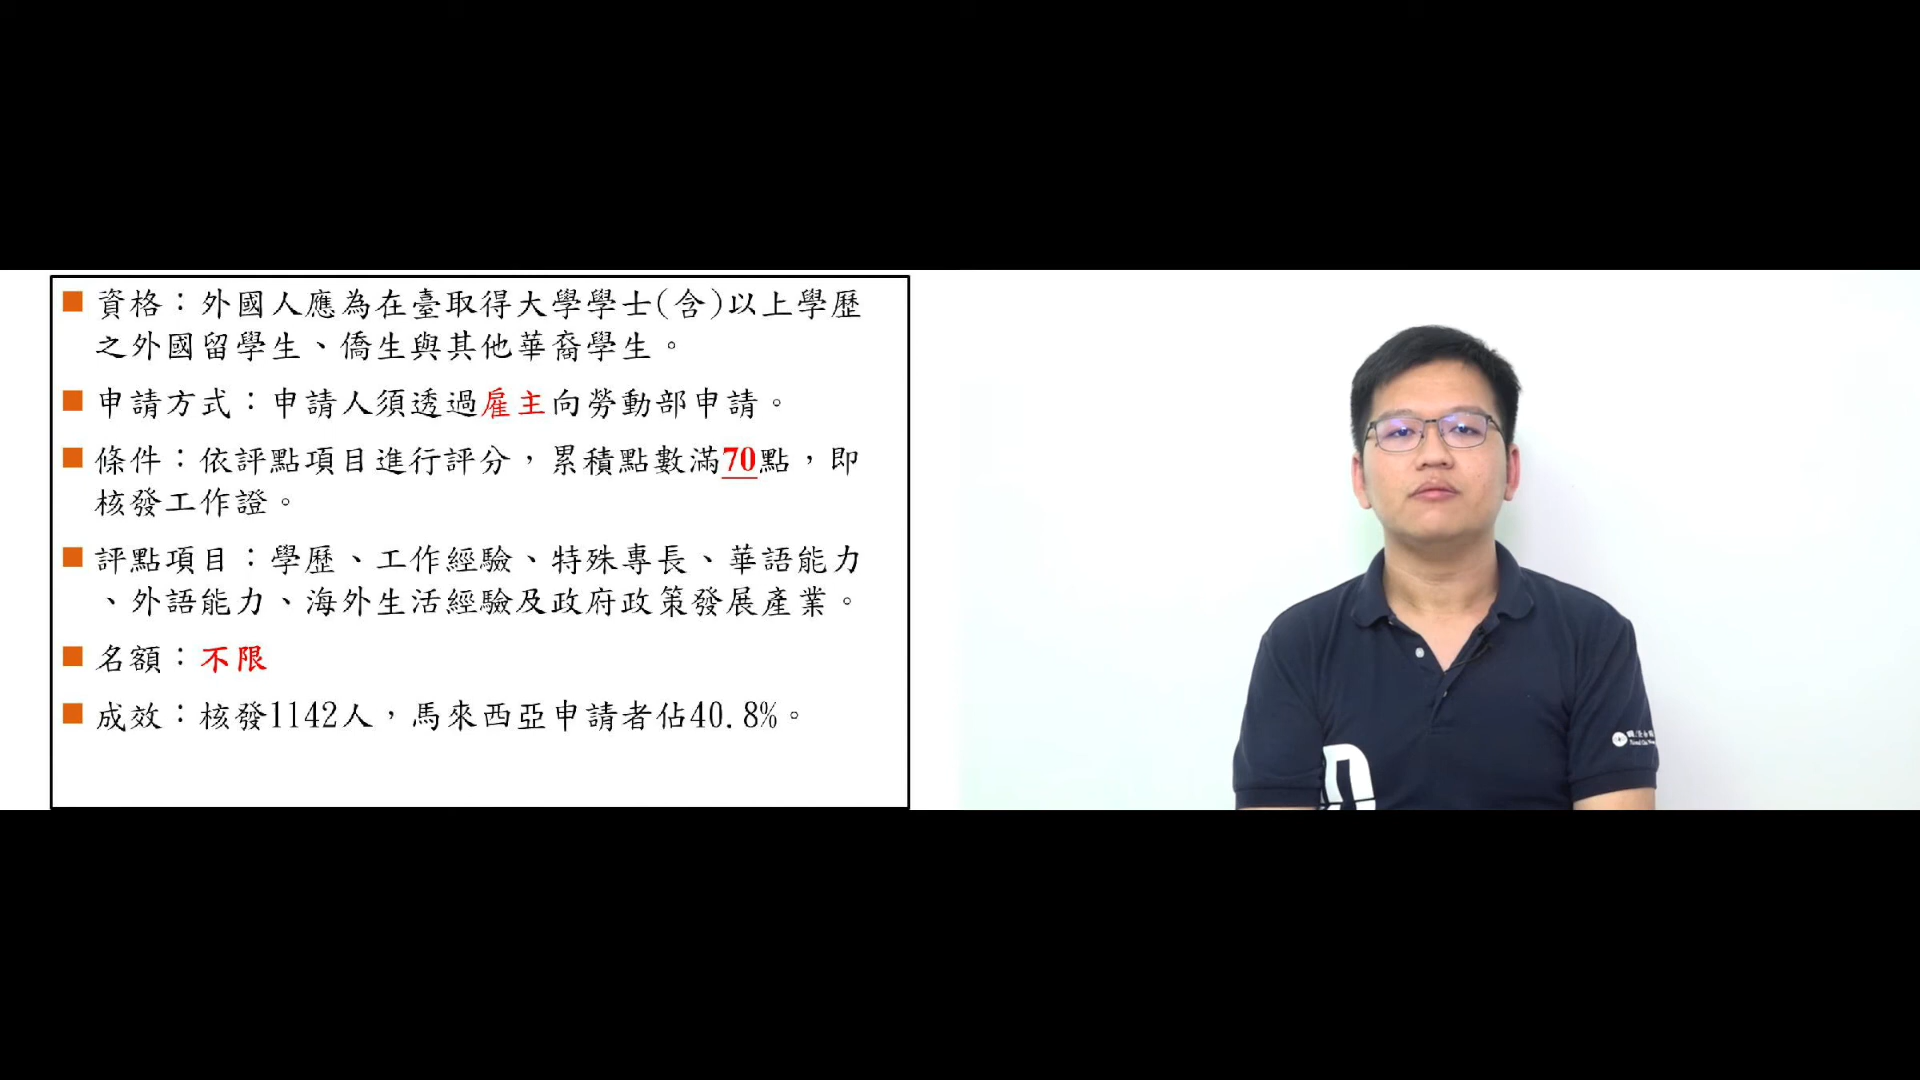 資格：外國人應為在臺取得大學學士(含)以上學歷
之外國留學生、僑生與其他華裔學生。
申請方式：申請人須透過雇主向勞動部申請。
條件：依評點項目進行評分，累積點數滿70點，即
核發工作證。
評點項目：學歷、工作經驗、特殊專長、華語能力
、外語能力、海外生活經驗及政府政策發展產業。
名額：不限
成效：核發1142人，馬來西亞申請者佔40.8%。